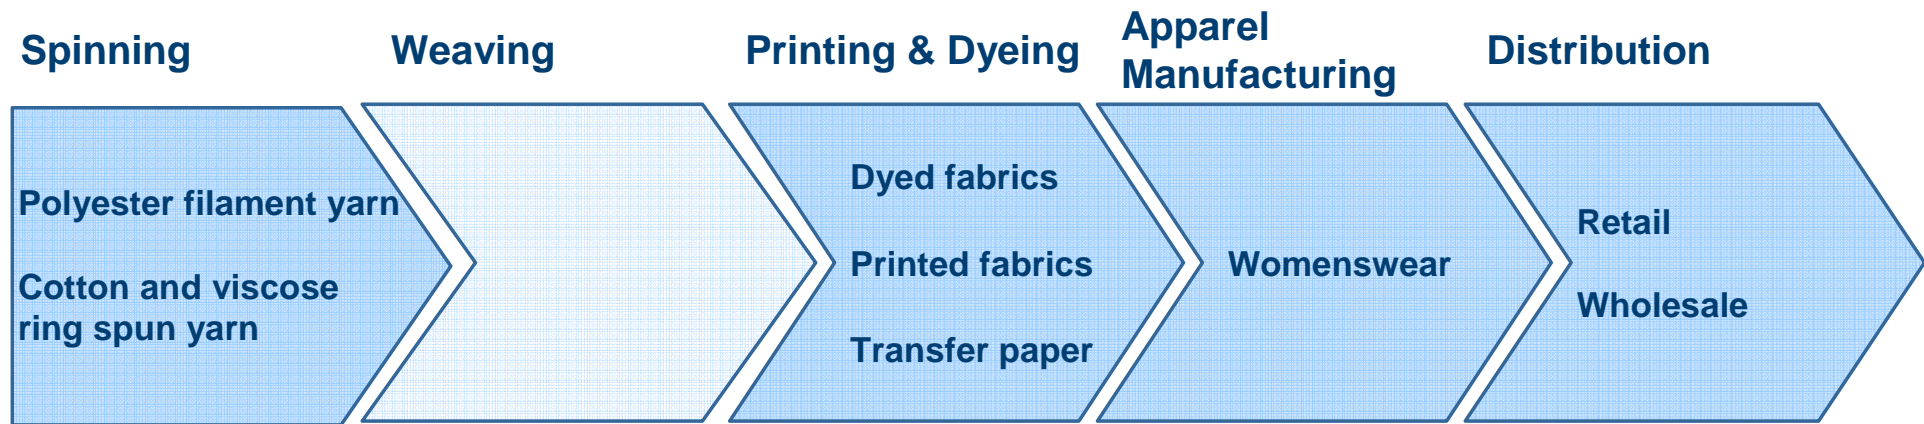 Spinning
Weaving
Printing & Dyeing
Apparel
Manufacturing
Distribution
Polyester filament yarn
Cotton and viscose
ring spun yarn
Dyed fabrics
Printed fabrics
Transfer paper
Womenswear
Retail
Wholesale